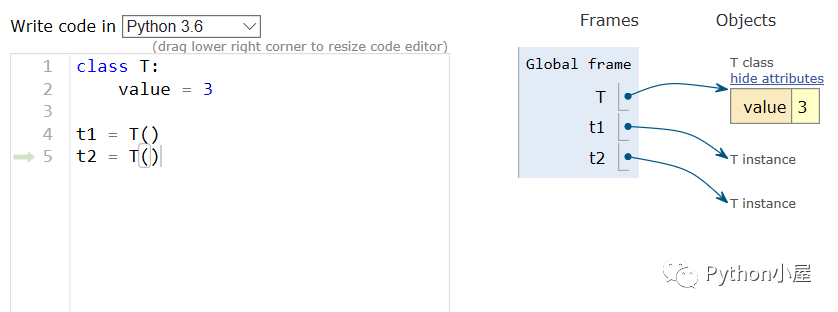 Write code in Python 3.6
(drag lower right corner to resize code editor)
1 class T:
2     value = 3
3
4 t1 = T()
5 t2 = T()
Frames Objects
Global frame
T
t1
t2
T class
hide attributes
value 3
T instance
T instance
Python小屋